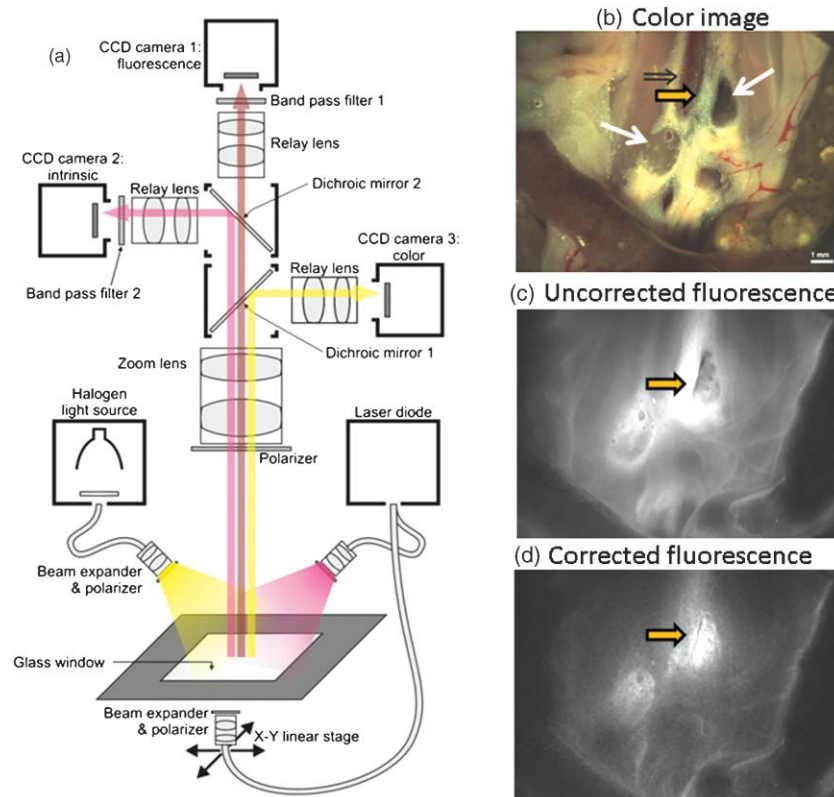 (a)
CCD camera 1:
fluorescence
Band pass filter 1
Relay lens
CCD camera 2:
intrinsic
Relay lens
Dichroic mirror 2
CCD camera 3:
color
Relay lens
Band pass filter 2
Dichroic mirror 1
Zoom lens
Halogen
light source
Laser diode
Polarizer
Beam expander
& polarizer
Glass window
Beam expander
& polarizer
X-Y linear stage
(b) Color image
1 mm
(c) Uncorrected fluorescence
(d) Corrected fluorescence